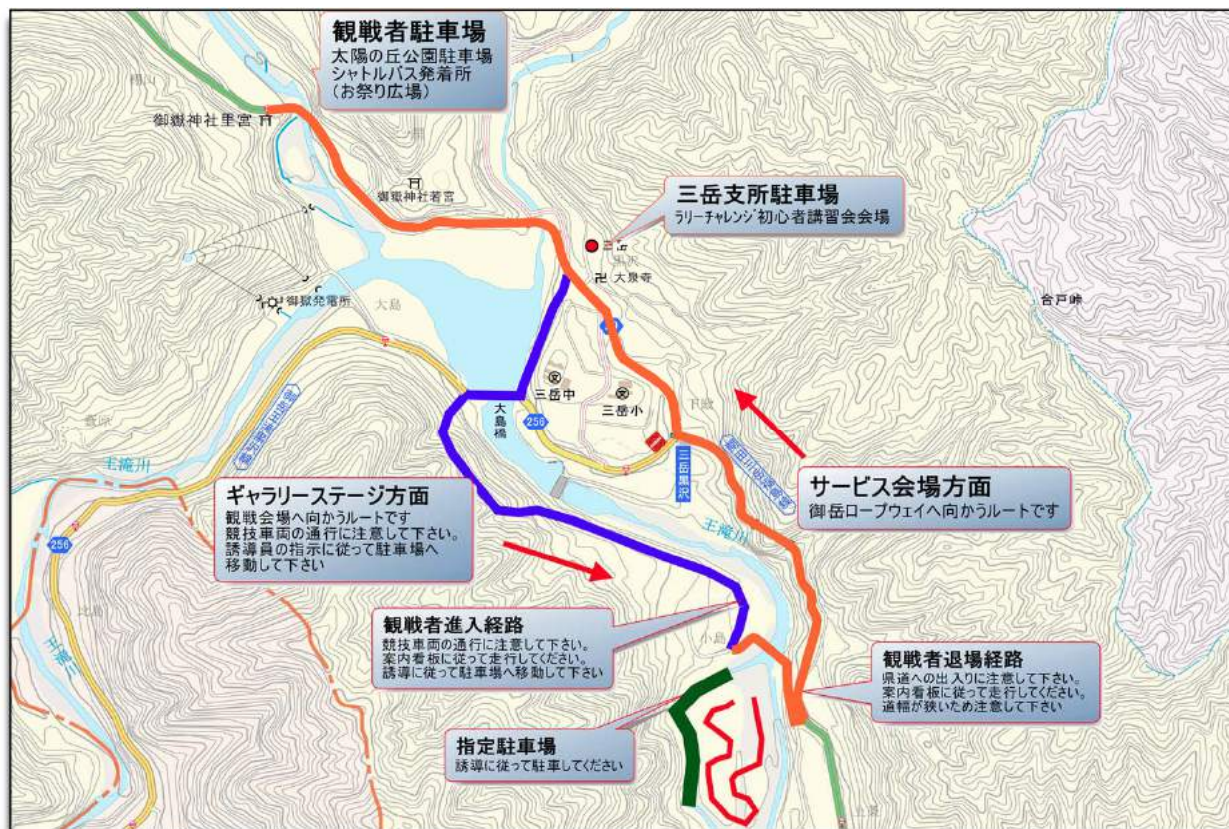 観戦者駐車場
太陽の丘公園駐車場
シャトルバス発着所
(お祭り広場)
御嶽神社里宮
御嶽神社若宮
三岳支所駐車場
ラリーチャレンジ初心者講習会会場
黒沢
大泉寺
合戸峠
御嶽発電所
大島
三岳中
三岳小
下殿
大島橋
256
三岳黒沢
王滝川
王滝川
サービス会場方面
御岳ロープウェイへ向かうルートです
ギャラリーステージ方面
観戦会場へ向かうルートです
競技車両の通行に注意して下さい。
誘導員の指示に従って駐車場へ
移動して下さい
256
王滝川
小島
観戦者進入経路
競技車両の通行に注意して下さい。
案内看板に従って走行してください。
誘導に従って駐車場へ移動して下さい
観戦者退場経路
県道への出入りに注意して下さい。
案内看板に従って走行してください。
道幅が狭いため注意して下さい
指定駐車場
誘導に従って駐車してください